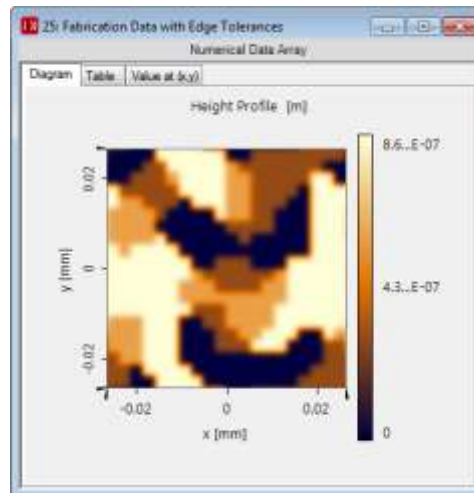 25: Fabrication Data with Edge Tolerances
Numerical Data Array
Diagram Table Value at (x,y)
Height Profile [m]
8.6...E-07
4.3...E-07
0
y [mm]
0.02
0
-0.02
-0.02 0 0.02
x [mm]